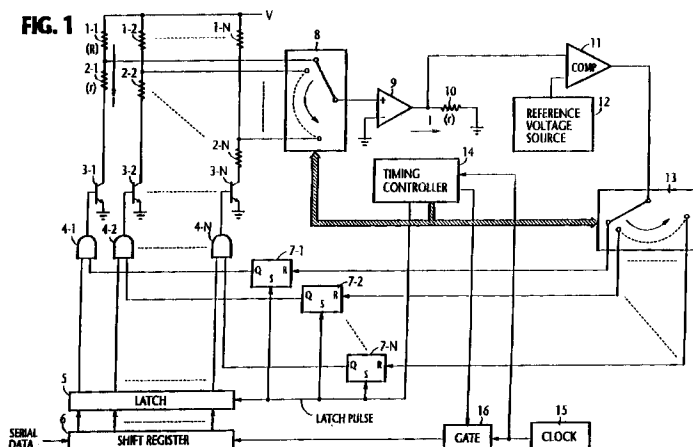 FIG. 1
V
1-1
(R)
1-2
1-N
2-1
(r)
2-2
2-N
3-1
3-2
3-N
4-1
4-2
4-N
8
9
+
-
I
10
(r)
11
COMP
REFERENCE
VOLTAGE
SOURCE
12
14
TIMING
CONTROLLER
13
7-1
Q
S
R
7-2
Q
S
R
7-N
Q
S
R
5
LATCH
LATCH PULSE
6
SERIAL
DATA
SHIFT REGISTER
16
GATE
15
CLOCK